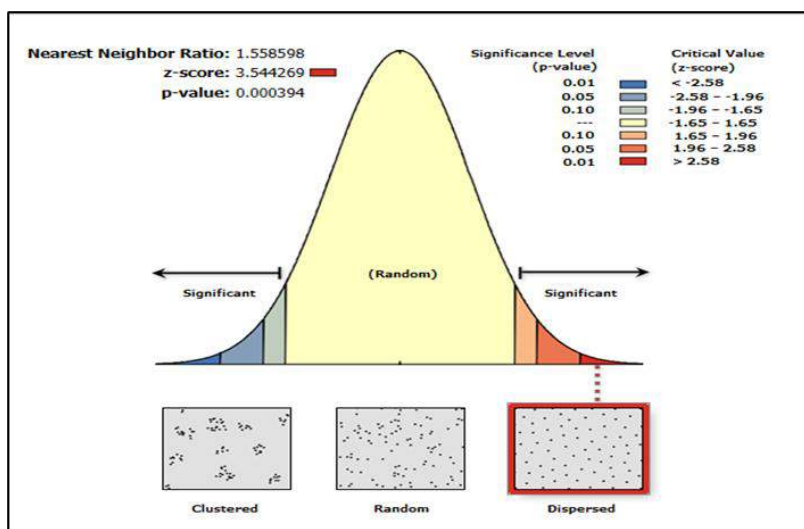 Nearest Neighbor Ratio: 1.558598
z-score: 3.544269
p-value: 0.000394
Significance Level
(p-value)
Critical Value
(z-score)
0.01 < -2.58
0.05 -2.58 – -1.96
0.10 -1.96 – -1.65
--- -1.65 – 1.65
0.10 1.65 – 1.96
0.05 1.96 – 2.58
0.01 > 2.58
(Random)
Significant
Significant
Clustered
Random
Dispersed